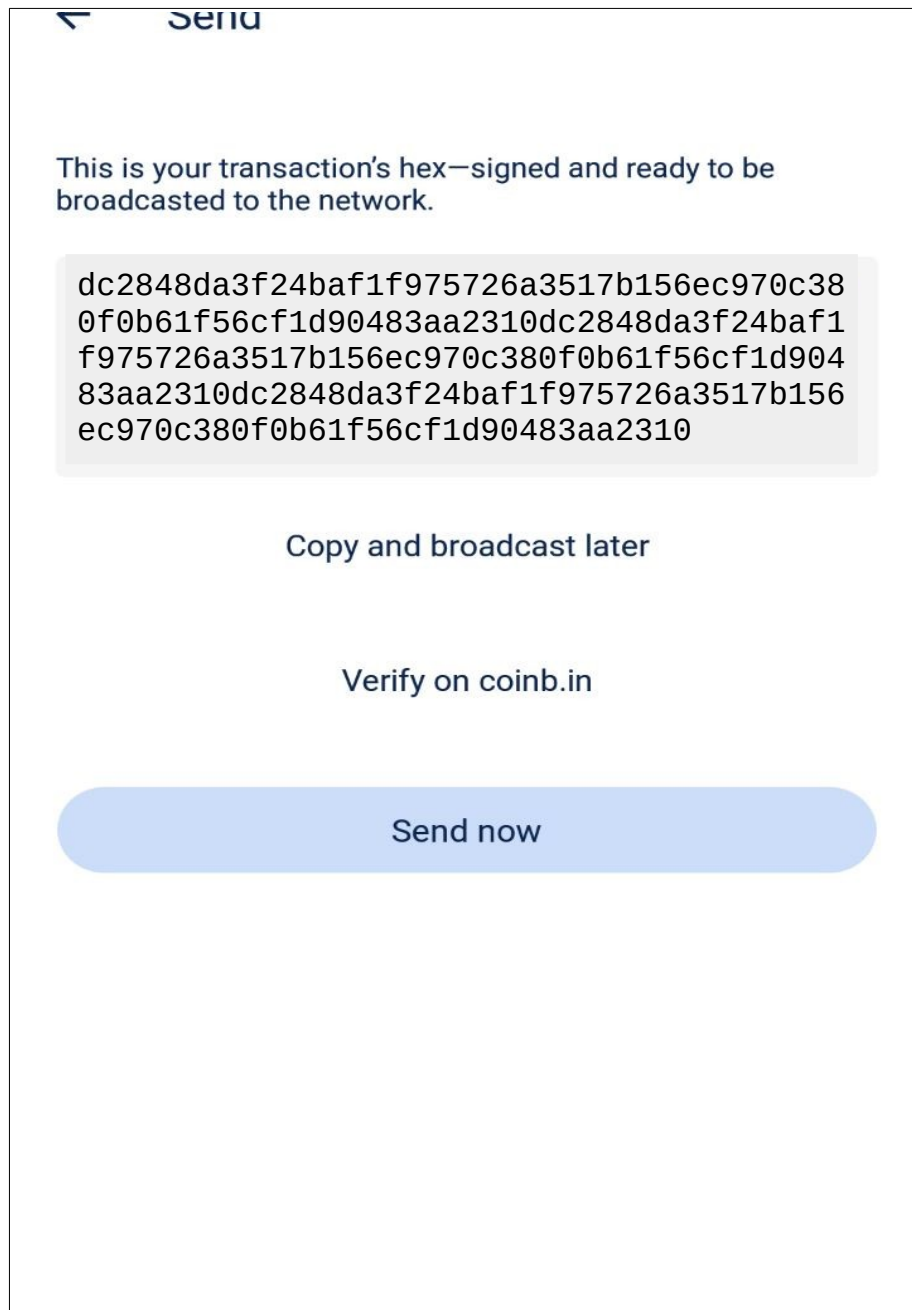 Send
This is your transaction's hex—signed and ready to be
broadcasted to the network.
dc2848da3f24baf1f975726a3517b156ec970c38
0f0b61f56cf1d90483aa2310dc2848da3f24baf1
f975726a3517b156ec970c380f0b61f56cf1d904
83aa2310dc2848da3f24baf1f975726a3517b156
ec970c380f0b61f56cf1d90483aa2310
Copy and broadcast later
Verify on coinb.in
Send now